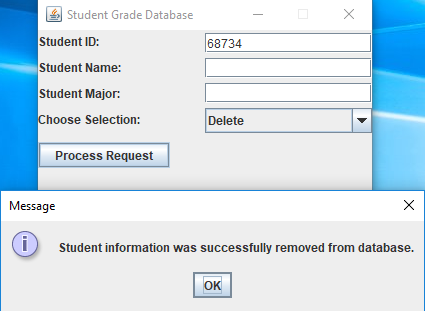 Student Grade Database
Student ID: 68734
Student Name:
Student Major:
Choose Selection: Delete
Process Request
Message
i Student information was successfully removed from database.
OK